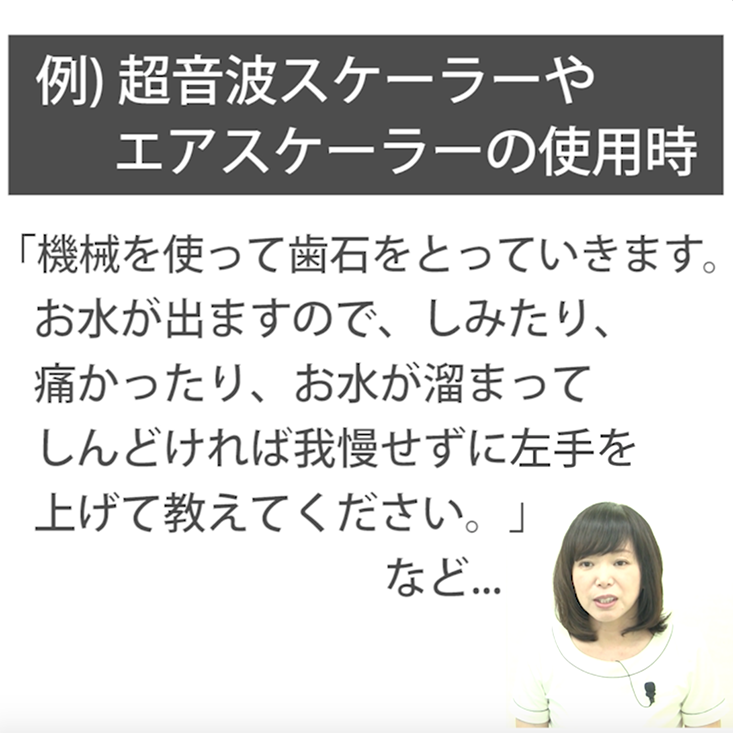 例) 超音波スケーラーや
エアスケーラーの使用時
「機械を使って歯石をとっていきます。
お水が出ますので、しみたり、
痛かったり、お水が溜まって
しんどければ我慢せずに左手を
上げて教えてください。」
など...